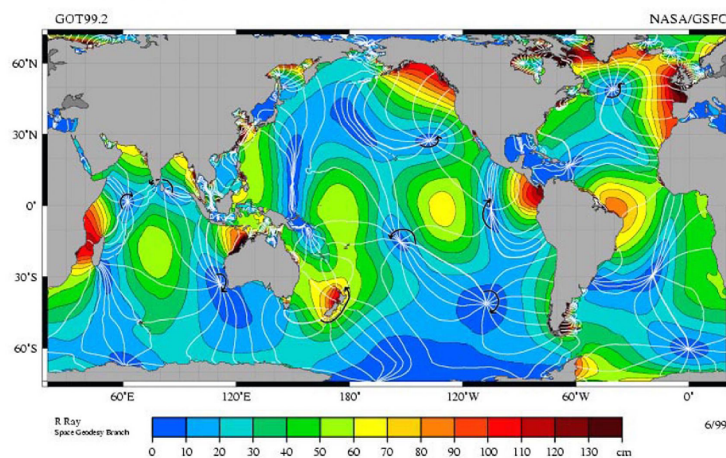 GOT99.2 NASA/GSFC
60°N
30°N
0°
30°S
60°S
60°E 120°E 180° 120°W 60°W 0°
R Ray 6/99
Space Geodesy Branch
0 10 20 30 40 50 60 70 80 90 100 110 120 130 cm